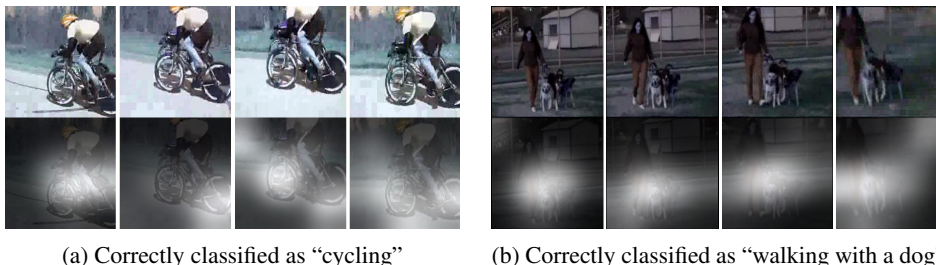 (a) Correctly classified as “cycling”
(b) Correctly classified as “walking with a dog